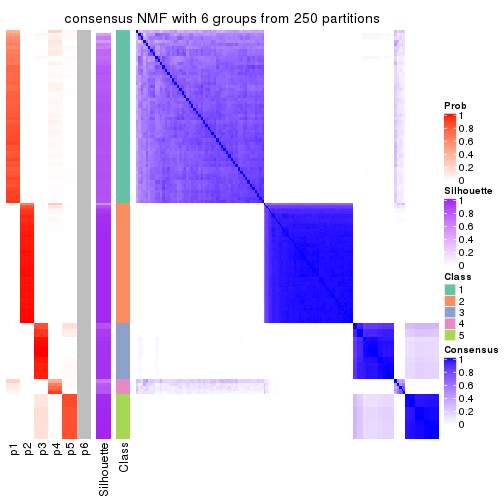 consensus NMF with 6 groups from 250 partitions
Prob
1
0.8
0.6
0.4
0.2
0
Silhouette
1
0.8
0.6
0.4
0.2
0
Class
1
2
3
4
5
Consensus
1
0.8
0.6
0.4
0.2
0
p1
p2
p3
p4
p5
p6
Silhouette
Class